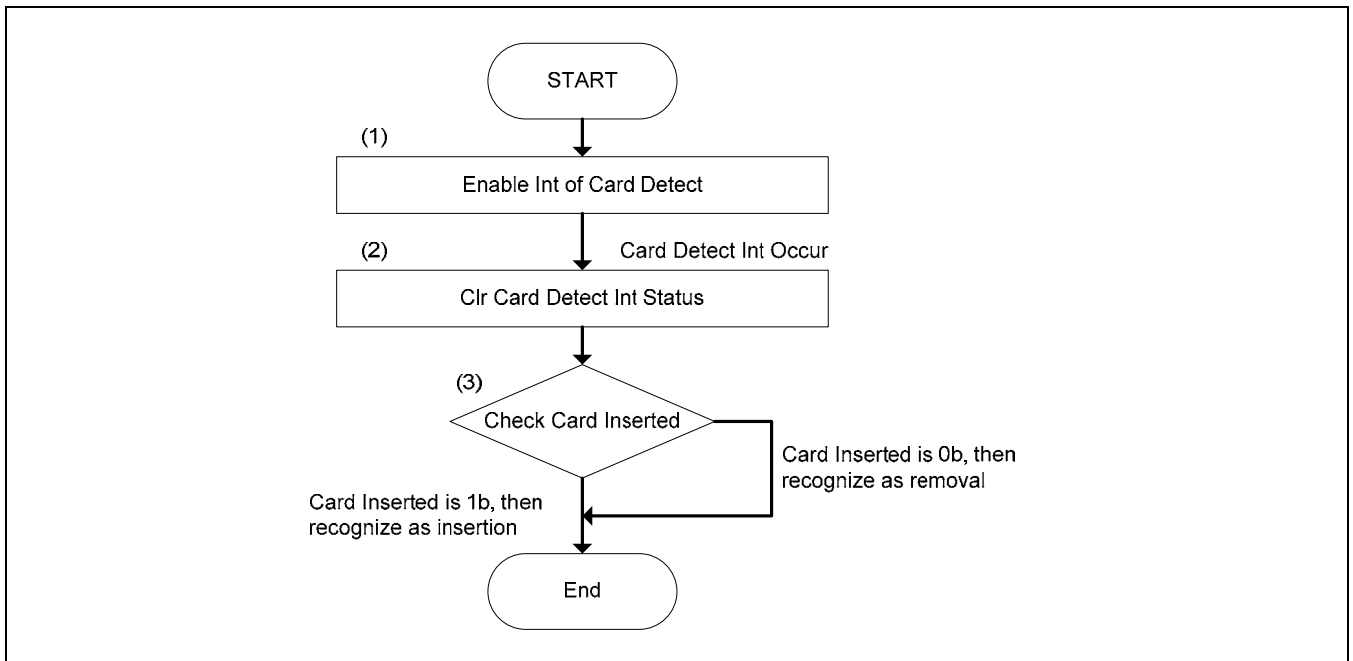 START
(1)
Enable Int of Card Detect
Card Detect Int Occur
(2)
Clr Card Detect Int Status
(3)
Check Card Inserted
Card Inserted is 0b, then
recognize as removal
Card Inserted is 1b, then
recognize as insertion
End